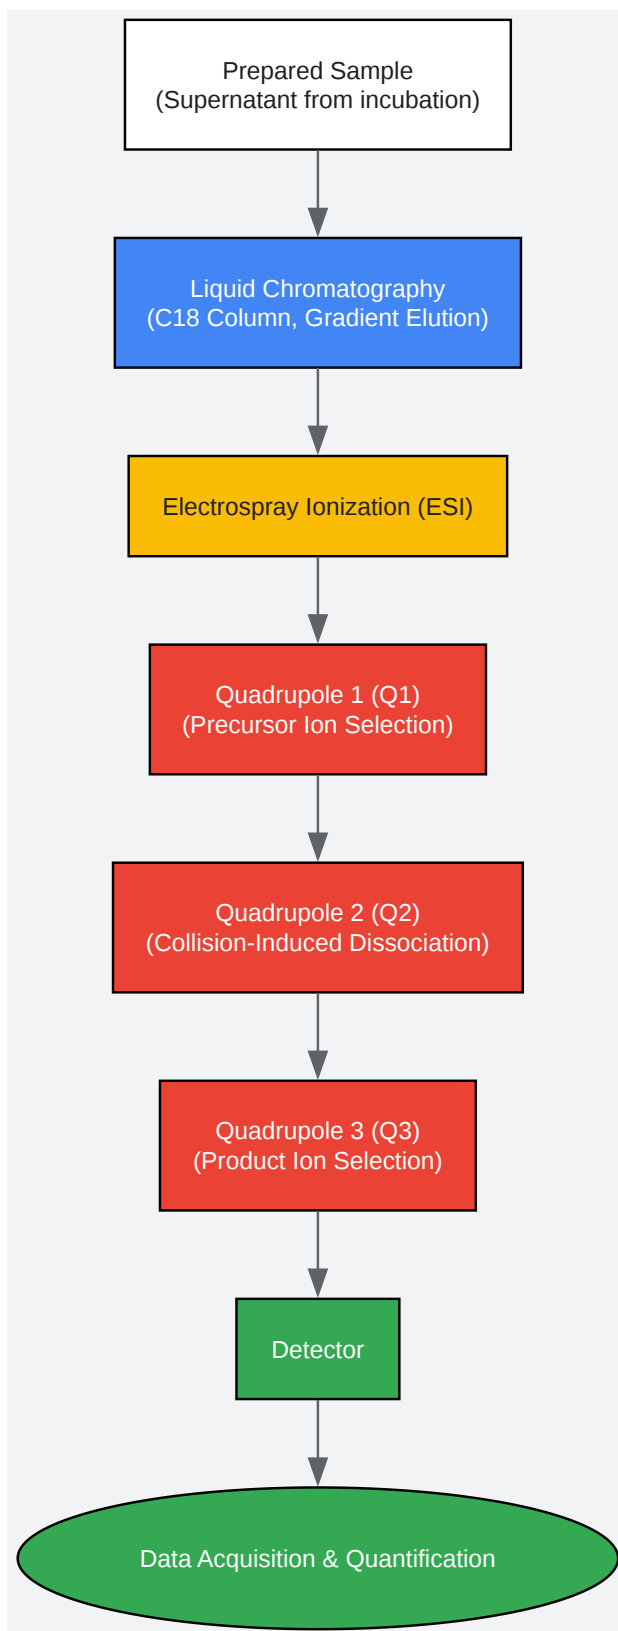 Prepared Sample
(Supernatant from incubation)
Liquid Chromatography
(C18 Column, Gradient Elution)
Electrospray Ionization (ESI)
Quadrupole 1 (Q1)
(Precursor Ion Selection)
Quadrupole 2 (Q2)
(Collision-Induced Dissociation)
Quadrupole 3 (Q3)
(Product Ion Selection)
Detector
Data Acquisition & Quantification